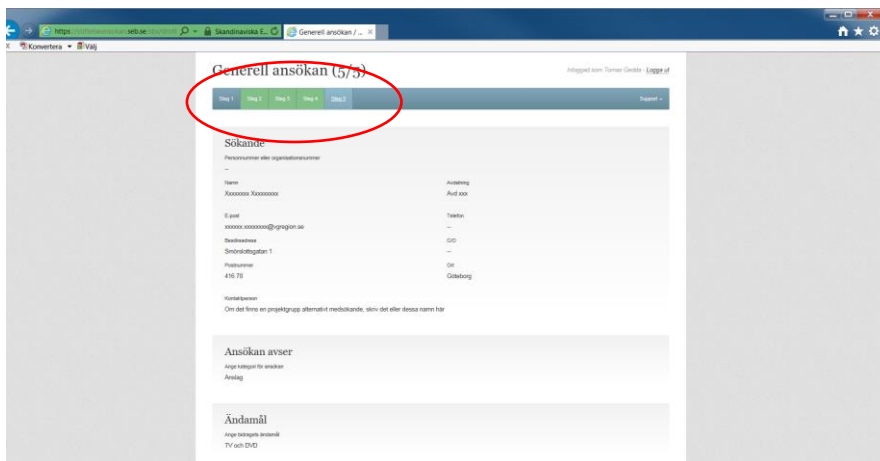 https://
seb.se
Skandinaviska E...
Generell ansökan / ...
Konvertera
Välj
Generell ansökan (5/5)
Inloggad som Tomas Gedda - Logga ut
Steg 1 Steg 2 Steg 3 Steg 4 Steg 5
Support
Sökande
Personnummer eller organisationsnummer
--
Namn Avdelning
Xxxxxxxx Xxxxxxxxx Avd xxx
E-post Telefon
xxxxxx.xxxxxxxx@vgregion.se --
Besöksadress C/O
Smörslottsgatan 1 --
Postnummer Ort
416 70 Göteborg
Kontaktperson
Om det finns en projektgrupp alternativt medsökande, skriv det eller dessa namn här
Ansökan avser
Ange kategori för ansökan
Anslag
Ändamål
Ange bidragets ändamål
TV och DVD